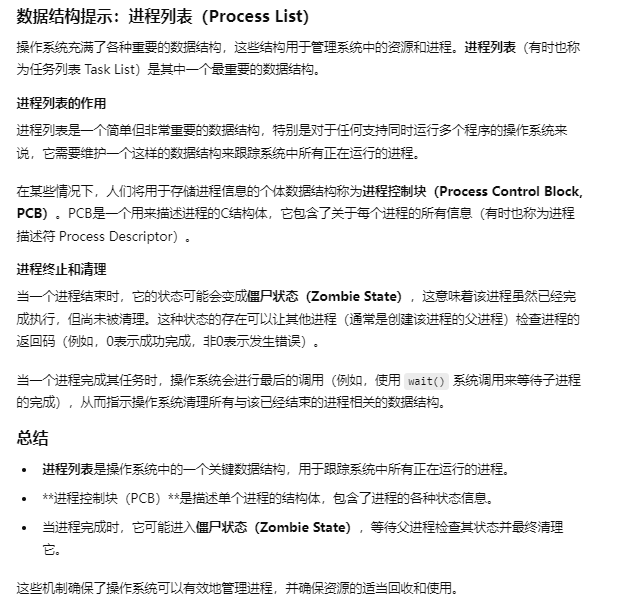 数据结构提示：进程列表（Process List）
操作系统充满了各种重要的数据结构，这些结构用于管理系统中的资源和进程。进程列表（有时也称
为任务列表 Task List）是其中一个最重要的数据结构。
进程列表的作用
进程列表是一个简单但非常重要的数据结构，特别是对于任何支持同时运行多个程序的操作系统来
说，它需要维护一个这样的数据结构来跟踪系统中所有正在运行的进程。
在某些情况下，人们将用于存储进程信息的个体数据结构称为进程控制块（Process Control Block,
PCB）。PCB是一个用来描述进程的C结构体，它包含了关于每个进程的所有信息（有时也称为进程
描述符 Process Descriptor）。
进程终止和清理
当一个进程结束时，它的状态可能会变成僵尸状态（Zombie State），这意味着该进程虽然已经完
成执行，但尚未被清理。这种状态的存在可以让其他进程（通常是创建该进程的父进程）检查进程的
返回码（例如，0表示成功完成，非0表示发生错误）。
当一个进程完成其任务时，操作系统会进行最后的调用（例如，使用 wait() 系统调用来等待子进程
的完成），从而指示操作系统清理所有与该已经结束的进程相关的数据结构。
总结
• 进程列表是操作系统中的一个关键数据结构，用于跟踪系统中所有正在运行的进程。
• **进程控制块（PCB）**是描述单个进程的结构体，包含了进程的各种状态信息。
• 当进程完成时，它可能进入僵尸状态（Zombie State），等待父进程检查其状态并最终清理
它。
这些机制确保了操作系统可以有效地管理进程，并确保资源的适当回收和使用。